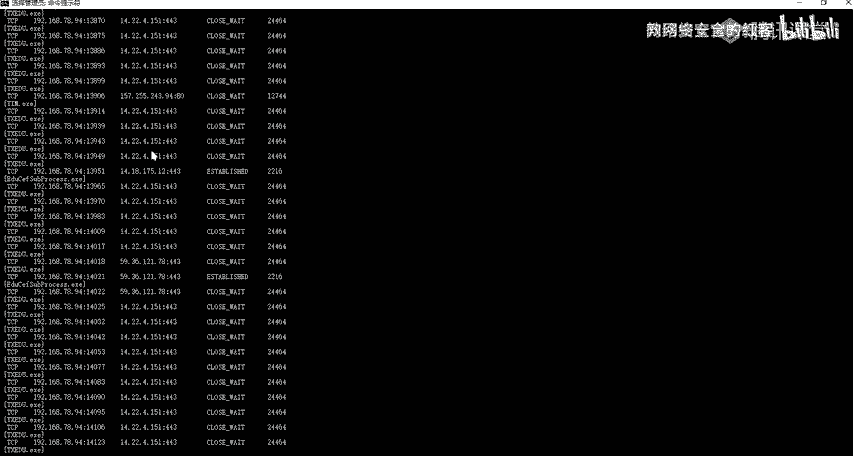 选择管理员: 命令提示符
[TXEDU.exe]
TCP 192.168.78.94:13870 14.22.4.151:443 CLOSE_WAIT 24464
[TXEDU.exe]
TCP 192.168.78.94:13875 14.22.4.151:443 CLOSE_WAIT 24464
[TXEDU.exe]
TCP 192.168.78.94:13886 14.22.4.151:443 CLOSE_WAIT 24464
[TXEDU.exe]
TCP 192.168.78.94:13893 14.22.4.151:443 CLOSE_WAIT 24464
[TXEDU.exe]
TCP 192.168.78.94:13899 14.22.4.151:443 CLOSE_WAIT 24464
[TXEDU.exe]
TCP 192.168.78.94:13906 157.255.243.94:80 CLOSE_WAIT 12744
[TIM.exe]
TCP 192.168.78.94:13914 14.22.4.151:443 CLOSE_WAIT 24464
[TXEDU.exe]
TCP 192.168.78.94:13939 14.22.4.151:443 CLOSE_WAIT 24464
[TXEDU.exe]
TCP 192.168.78.94:13943 14.22.4.151:443 CLOSE_WAIT 24464
[TXEDU.exe]
TCP 192.168.78.94:13949 14.22.4.151:443 CLOSE_WAIT 24464
[TXEDU.exe]
TCP 192.168.78.94:13951 14.18.175.12:443 ESTABLISHED 2216
[EduCefSubProcess.exe]
TCP 192.168.78.94:13965 14.22.4.151:443 CLOSE_WAIT 24464
[TXEDU.exe]
TCP 192.168.78.94:13970 14.22.4.151:443 CLOSE_WAIT 24464
[TXEDU.exe]
TCP 192.168.78.94:13983 14.22.4.151:443 CLOSE_WAIT 24464
[TXEDU.exe]
TCP 192.168.78.94:14009 14.22.4.151:443 CLOSE_WAIT 24464
[TXEDU.exe]
TCP 192.168.78.94:14017 14.22.4.151:443 CLOSE_WAIT 24464
[TXEDU.exe]
TCP 192.168.78.94:14018 59.36.121.78:443 CLOSE_WAIT 24464
[TXEDU.exe]
TCP 192.168.78.94:14021 59.36.121.78:443 ESTABLISHED 2216
[EduCefSubProcess.exe]
TCP 192.168.78.94:14022 59.36.121.78:443 CLOSE_WAIT 24464
[TXEDU.exe]
TCP 192.168.78.94:14025 14.22.4.151:443 CLOSE_WAIT 24464
[TXEDU.exe]
TCP 192.168.78.94:14032 14.22.4.151:443 CLOSE_WAIT 24464
[TXEDU.exe]
TCP 192.168.78.94:14042 14.22.4.151:443 CLOSE_WAIT 24464
[TXEDU.exe]
TCP 192.168.78.94:14053 14.22.4.151:443 CLOSE_WAIT 24464
[TXEDU.exe]
TCP 192.168.78.94:14077 14.22.4.151:443 CLOSE_WAIT 24464
[TXEDU.exe]
TCP 192.168.78.94:14083 14.22.4.151:443 CLOSE_WAIT 24464
[TXEDU.exe]
TCP 192.168.78.94:14090 14.22.4.151:443 CLOSE_WAIT 24464
[TXEDU.exe]
TCP 192.168.78.94:14095 14.22.4.151:443 CLOSE_WAIT 24464
[TXEDU.exe]
TCP 192.168.78.94:14106 14.22.4.151:443 CLOSE_WAIT 24464
[TXEDU.exe]
TCP 192.168.78.94:14123 14.22.4.151:443 CLOSE_WAIT 24464
[TXEDU.exe]
bilibili